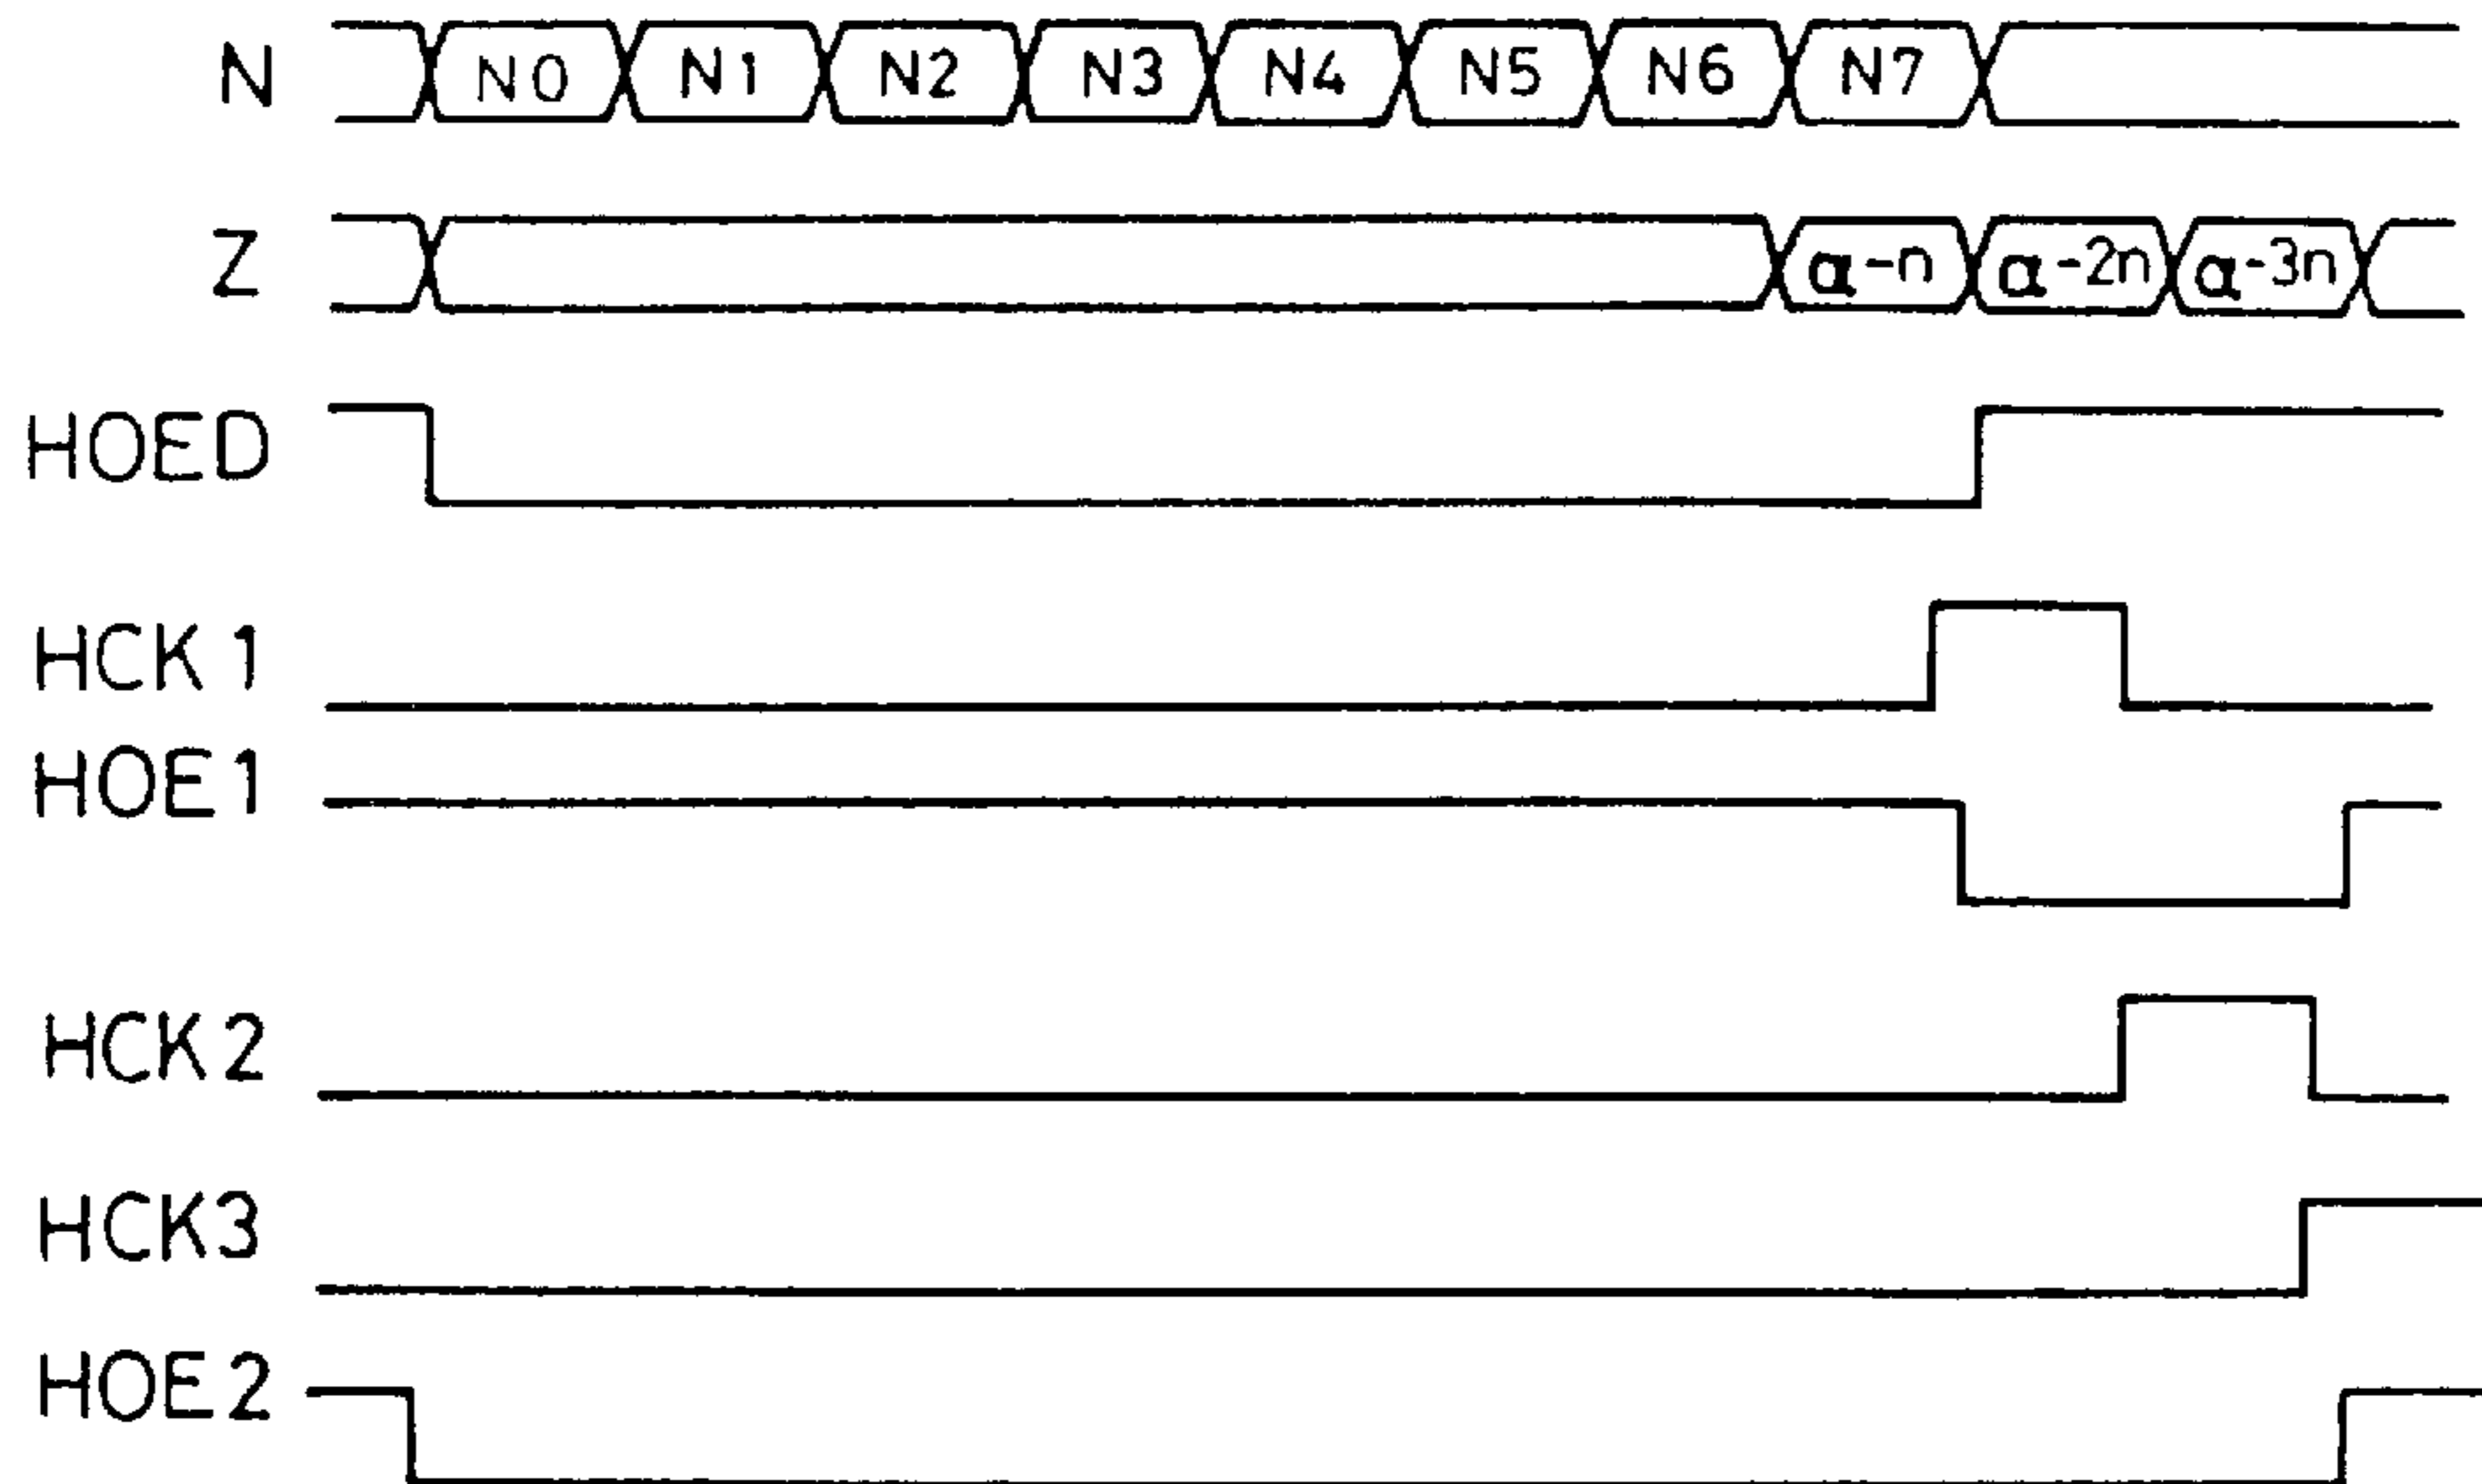 N N0 N1 N2 N3 N4 N5 N6 N7
Z α-n α-2n α-3n
HOED
HCK1
HOE1
HCK2
HCK3
HOE2